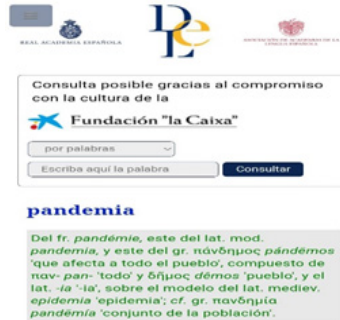 REAL ACADEMIA ESPAÑOLA
ASOCIACIÓN DE ACADEMIAS DE LA
LENGUA ESPAÑOLA
Consulta posible gracias al compromiso
con la cultura de la
Fundación "la Caixa"
por palabras
Escriba aquí la palabra
Consultar
pandemia
Del fr. pandémie, este del lat. mod.
pandemia, y este del gr. πάνδημος pándēmos
'que afecta a todo el pueblo', compuesto de
παν- pan- 'todo' y δῆμος dêmos 'pueblo', y el
lat. -ia '-ia', sobre el modelo del lat. mediev.
epidemia 'epidemia'; cf. gr. πανδημία
pandēmía 'conjunto de la población'.